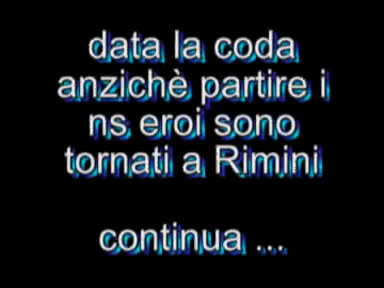 data la coda
anzichè partire i
ns eroi sono
tornati a Rimini
continua ...